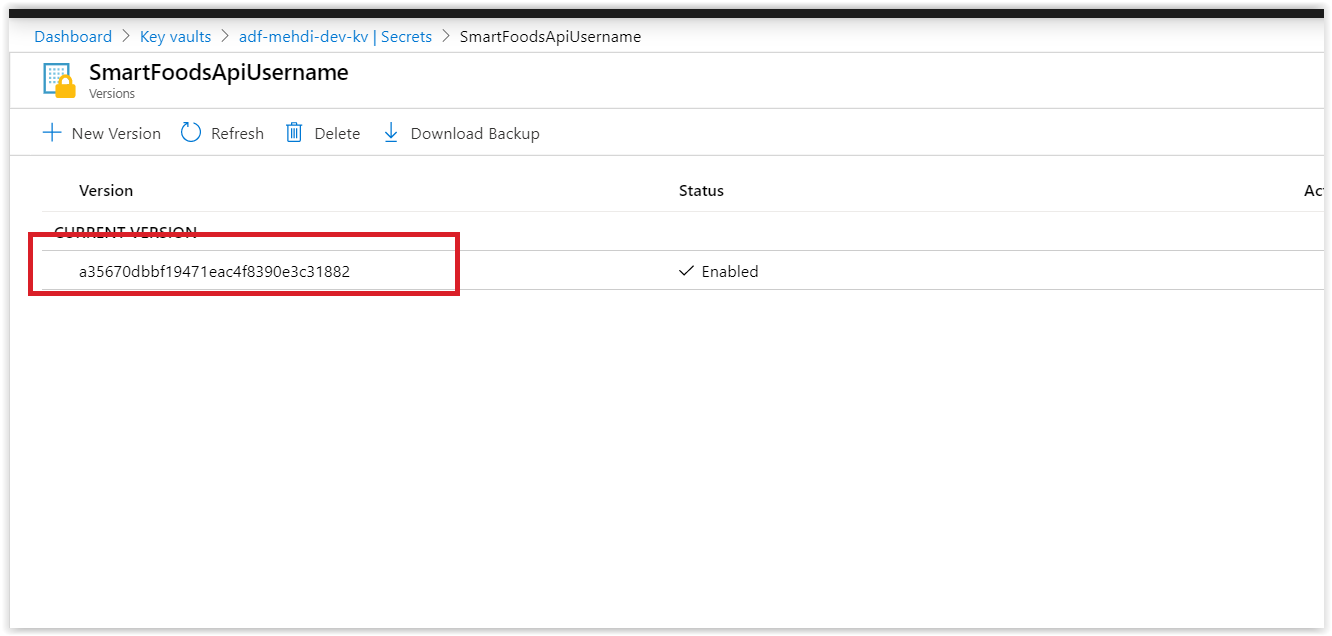 Dashboard > Key vaults > adf-mehdi-dev-kv | Secrets > SmartFoodsApiUsername
SmartFoodsApiUsername
Versions
New Version Refresh Delete Download Backup
Version Status Ac
CURRENT VERSION
a35670dbbf19471eac4f8390e3c31882 Enabled